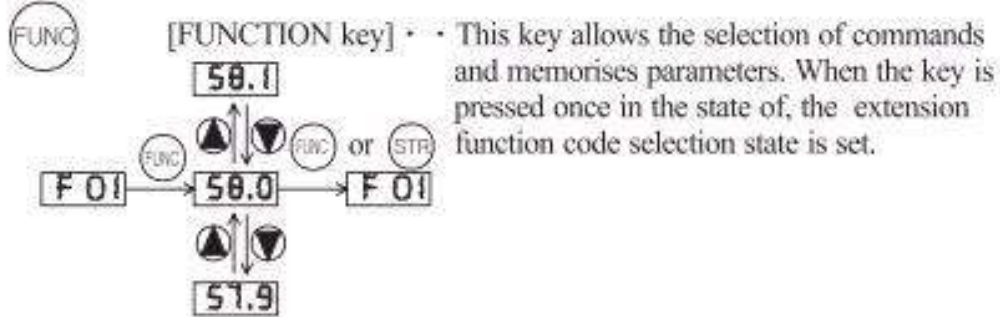 FUNC
[FUNCTION key] · · This key allows the selection of commands
and memorises parameters. When the key is
pressed once in the state of, the extension
function code selection state is set.
58.1
FUNC
FUNC or STR
F 01
58.0
F 01
57.9